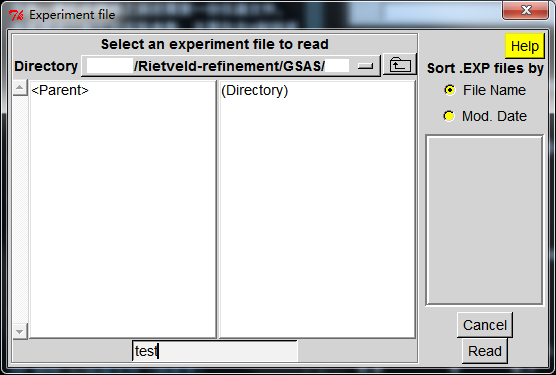 Experiment file
Select an experiment file to read
Help
Directory /Rietveld-refinement/GSAS/
Sort .EXP files by
<Parent>
(Directory)
File Name
Mod. Date
Cancel
test
Read